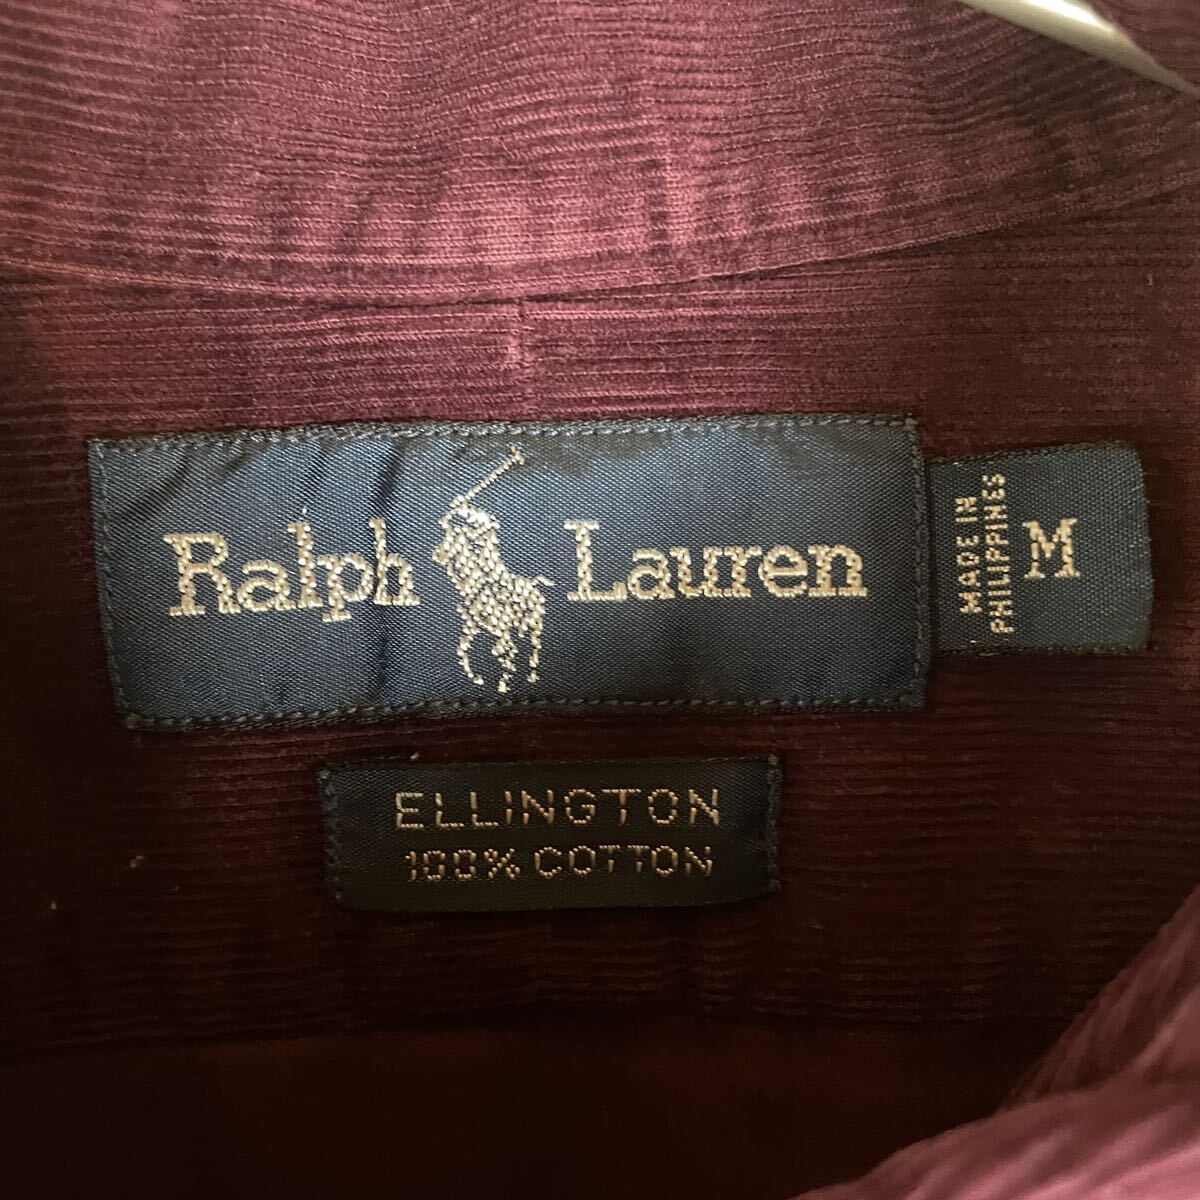 Ralph Lauren
MADE IN
PHILIPPINES
M
ELLINGTON
100% COTTON